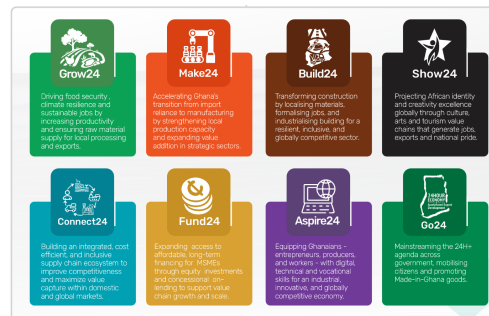 Grow24
Driving food security ,
climate resilience and
sustainable jobs by
increasing productivity
and ensuring raw material
supply for local processing
and exports.
Make24
Accelerating Ghana's
transition from import
reliance to manufacturing
by strengthening local
production capacity
and expanding value
addition in strategic sectors.
Build24
Transforming construction
by localising materials,
formalising jobs, and
industrialising building for a
resilient, inclusive, and
globally competitive sector.
Show24
Projecting African identity
and creativity excellence
globally through culture,
arts and tourism value
chains that generate jobs,
exports and national pride.
Connect24
Building an integrated, cost
efficient, and inclusive
supply chain ecosystem to
improve competitiveness
and maximize value
capture within domestic
and global markets.
&
Fund24
Expanding access to
affordable, long-term
financing for MSMEs
through equity investments
and concessional on-
lending to support value
chain growth and scale.
Aspire24
Equipping Ghanaians -
entrepreneurs, producers,
and workers - with digital
technical and vocational
skills for an industrial,
innovative, and globally
competitive economy.
24 HOUR
ECONOMY
Go24
Mainstreaming the 24H+
agenda across
government, mobilising
citizens and promoting
Made-in-Ghana goods.